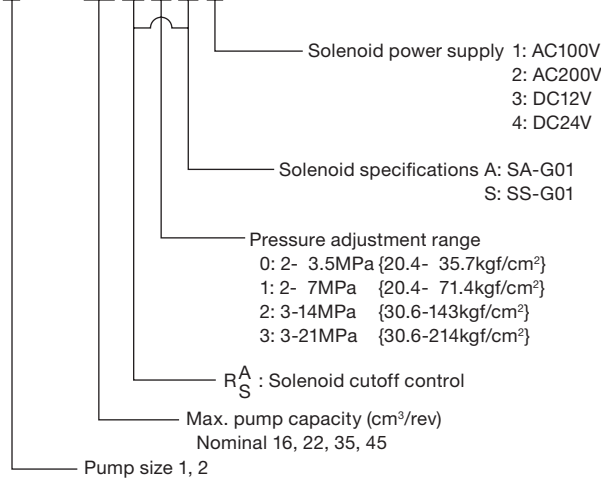 Solenoid power supply 1: AC100V
2: AC200V
3: DC12V
4: DC24V
Solenoid specifications A: SA-G01
S: SS-G01
Pressure adjustment range
0: 2- 3.5MPa {20.4- 35.7kgf/cm²}
1: 2- 7MPa {20.4- 71.4kgf/cm²}
2: 3-14MPa {30.6-143kgf/cm²}
3: 3-21MPa {30.6-214kgf/cm²}
R A S : Solenoid cutoff control
Max. pump capacity (cm³/rev)
Nominal 16, 22, 35, 45
Pump size 1, 2